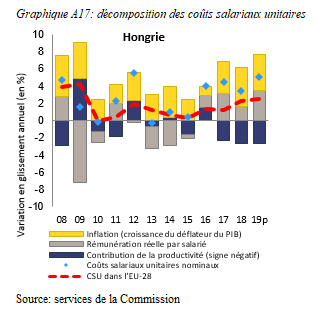 Graphique A17: décomposition des coûts salariaux unitaires
Hongrie
Variation en glissement annuel (en %)
10
8
6
4
2
0
-2
-4
-6
-8
-10
08 09 10 11 12 13 14 15 16 17 18 19p
Inflation (croissance du déflateur du PIB)
Rémunération réelle par salarié
Contribution de la productivité (signe négatif)
Coûts salariaux unitaires nominaux
CSU dans l'EU-28
Source: services de la Commission